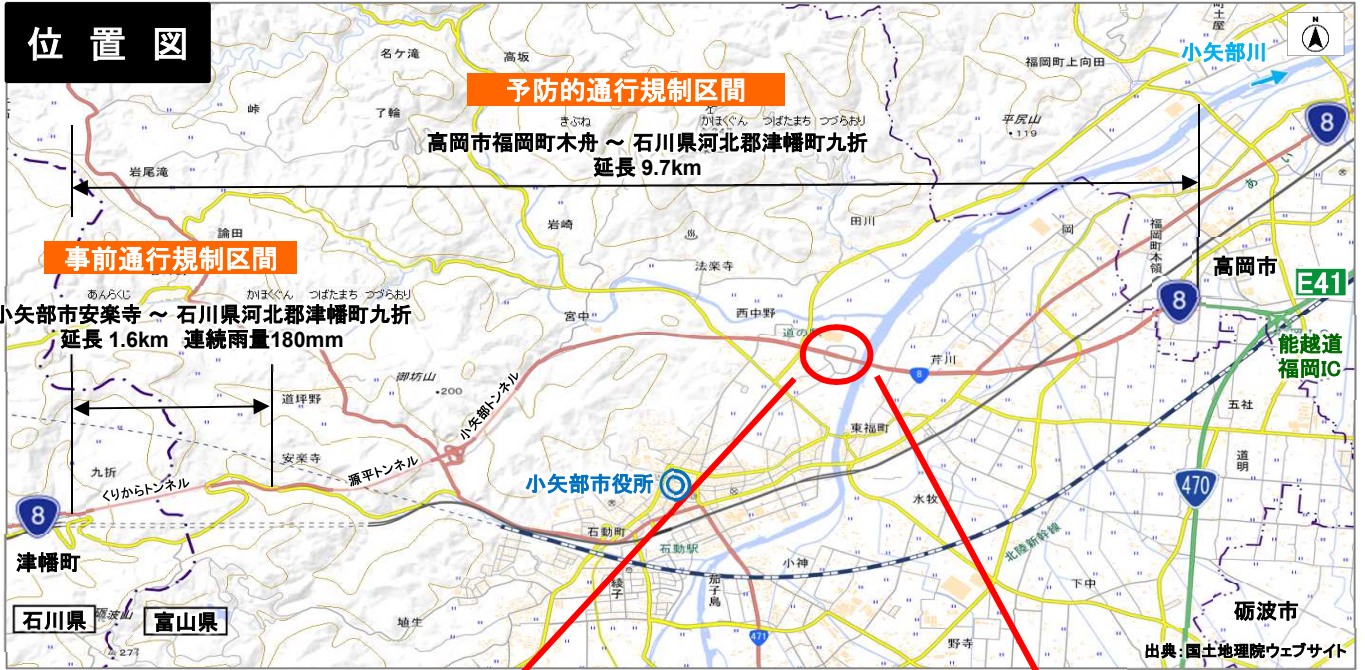 位置図
N
小矢部川
福岡町上向田
名ケ滝
高坂
予防的通行規制区間
峠
了輪
平尻山
・119
8
きぶね　かほくぐん　つばたまち　つづらおり
高岡市福岡町木舟 ～ 石川県河北郡津幡町九折
延長 9.7km
岩尾滝
あ
い
論田
岩崎
田川
岡
福岡町本領
法楽寺
高岡市
事前通行規制区間
E41
あんらくじ　かほくぐん　つばたまち　つづらおり
小矢部市安楽寺 ～ 石川県河北郡津幡町九折
延長 1.6km 連続雨量180mm
宮中
西中野
道の
8
能越道
福岡IC
芹川
8
御坊山
・200
小矢部トンネル
道坪野
五社
東福町
安楽寺
源平トンネル
道明
九折
くりからトンネル
小矢部市役所
470
水牧
8
石動町
石動駅
北陸新幹線
津幡町
小神
綾子
茄子島
下中
石川県
砺波山
富山県
埴生
砺波市
471
野寺
・277
出典：国土地理院ウェブサイト